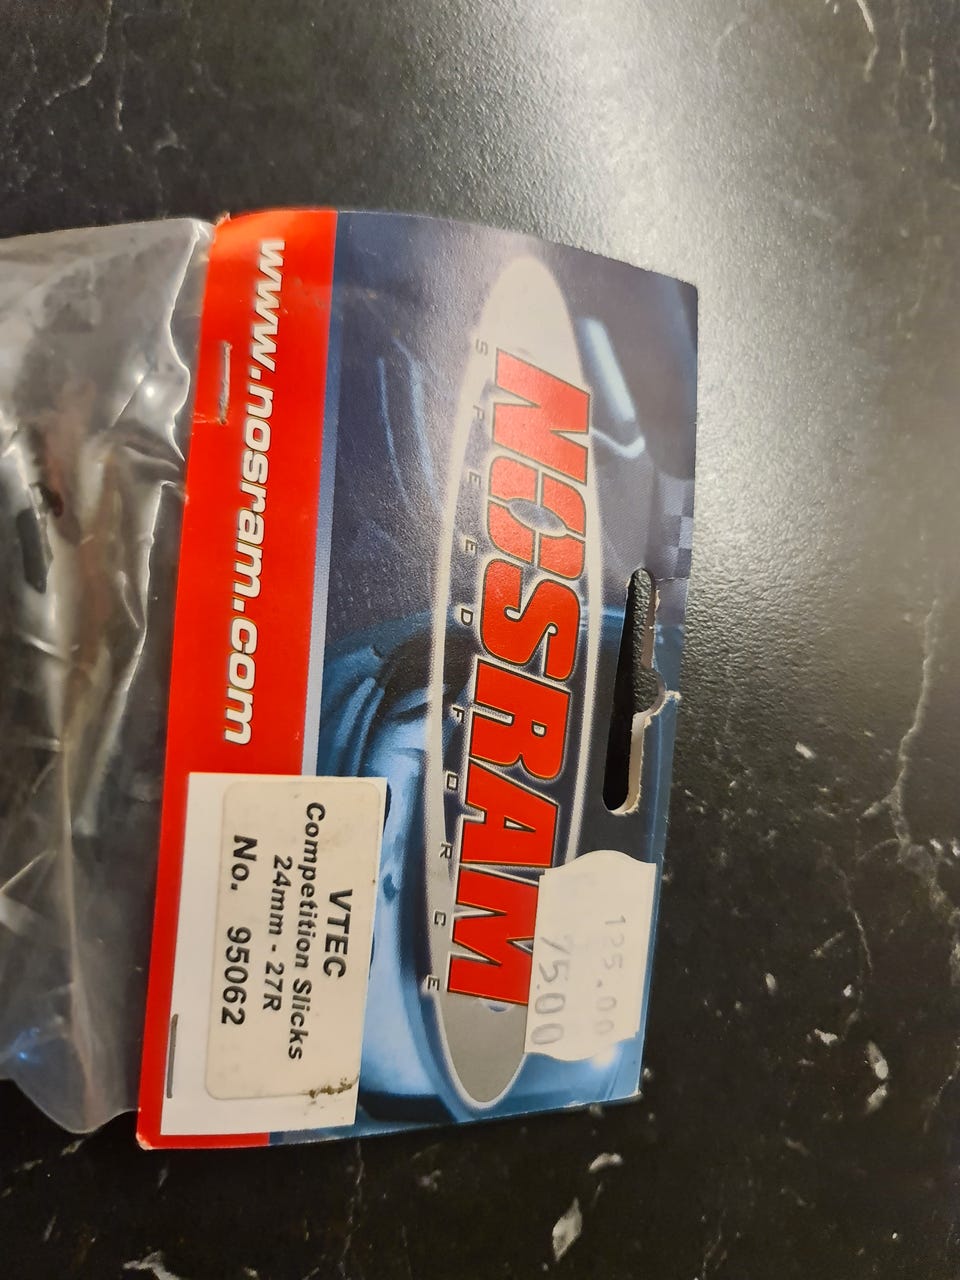 NOSRAM
SPEED FORCE
www.nosram.com
125.00
75.00
VTEC
Competition Slicks
24mm - 27R
No. 95062